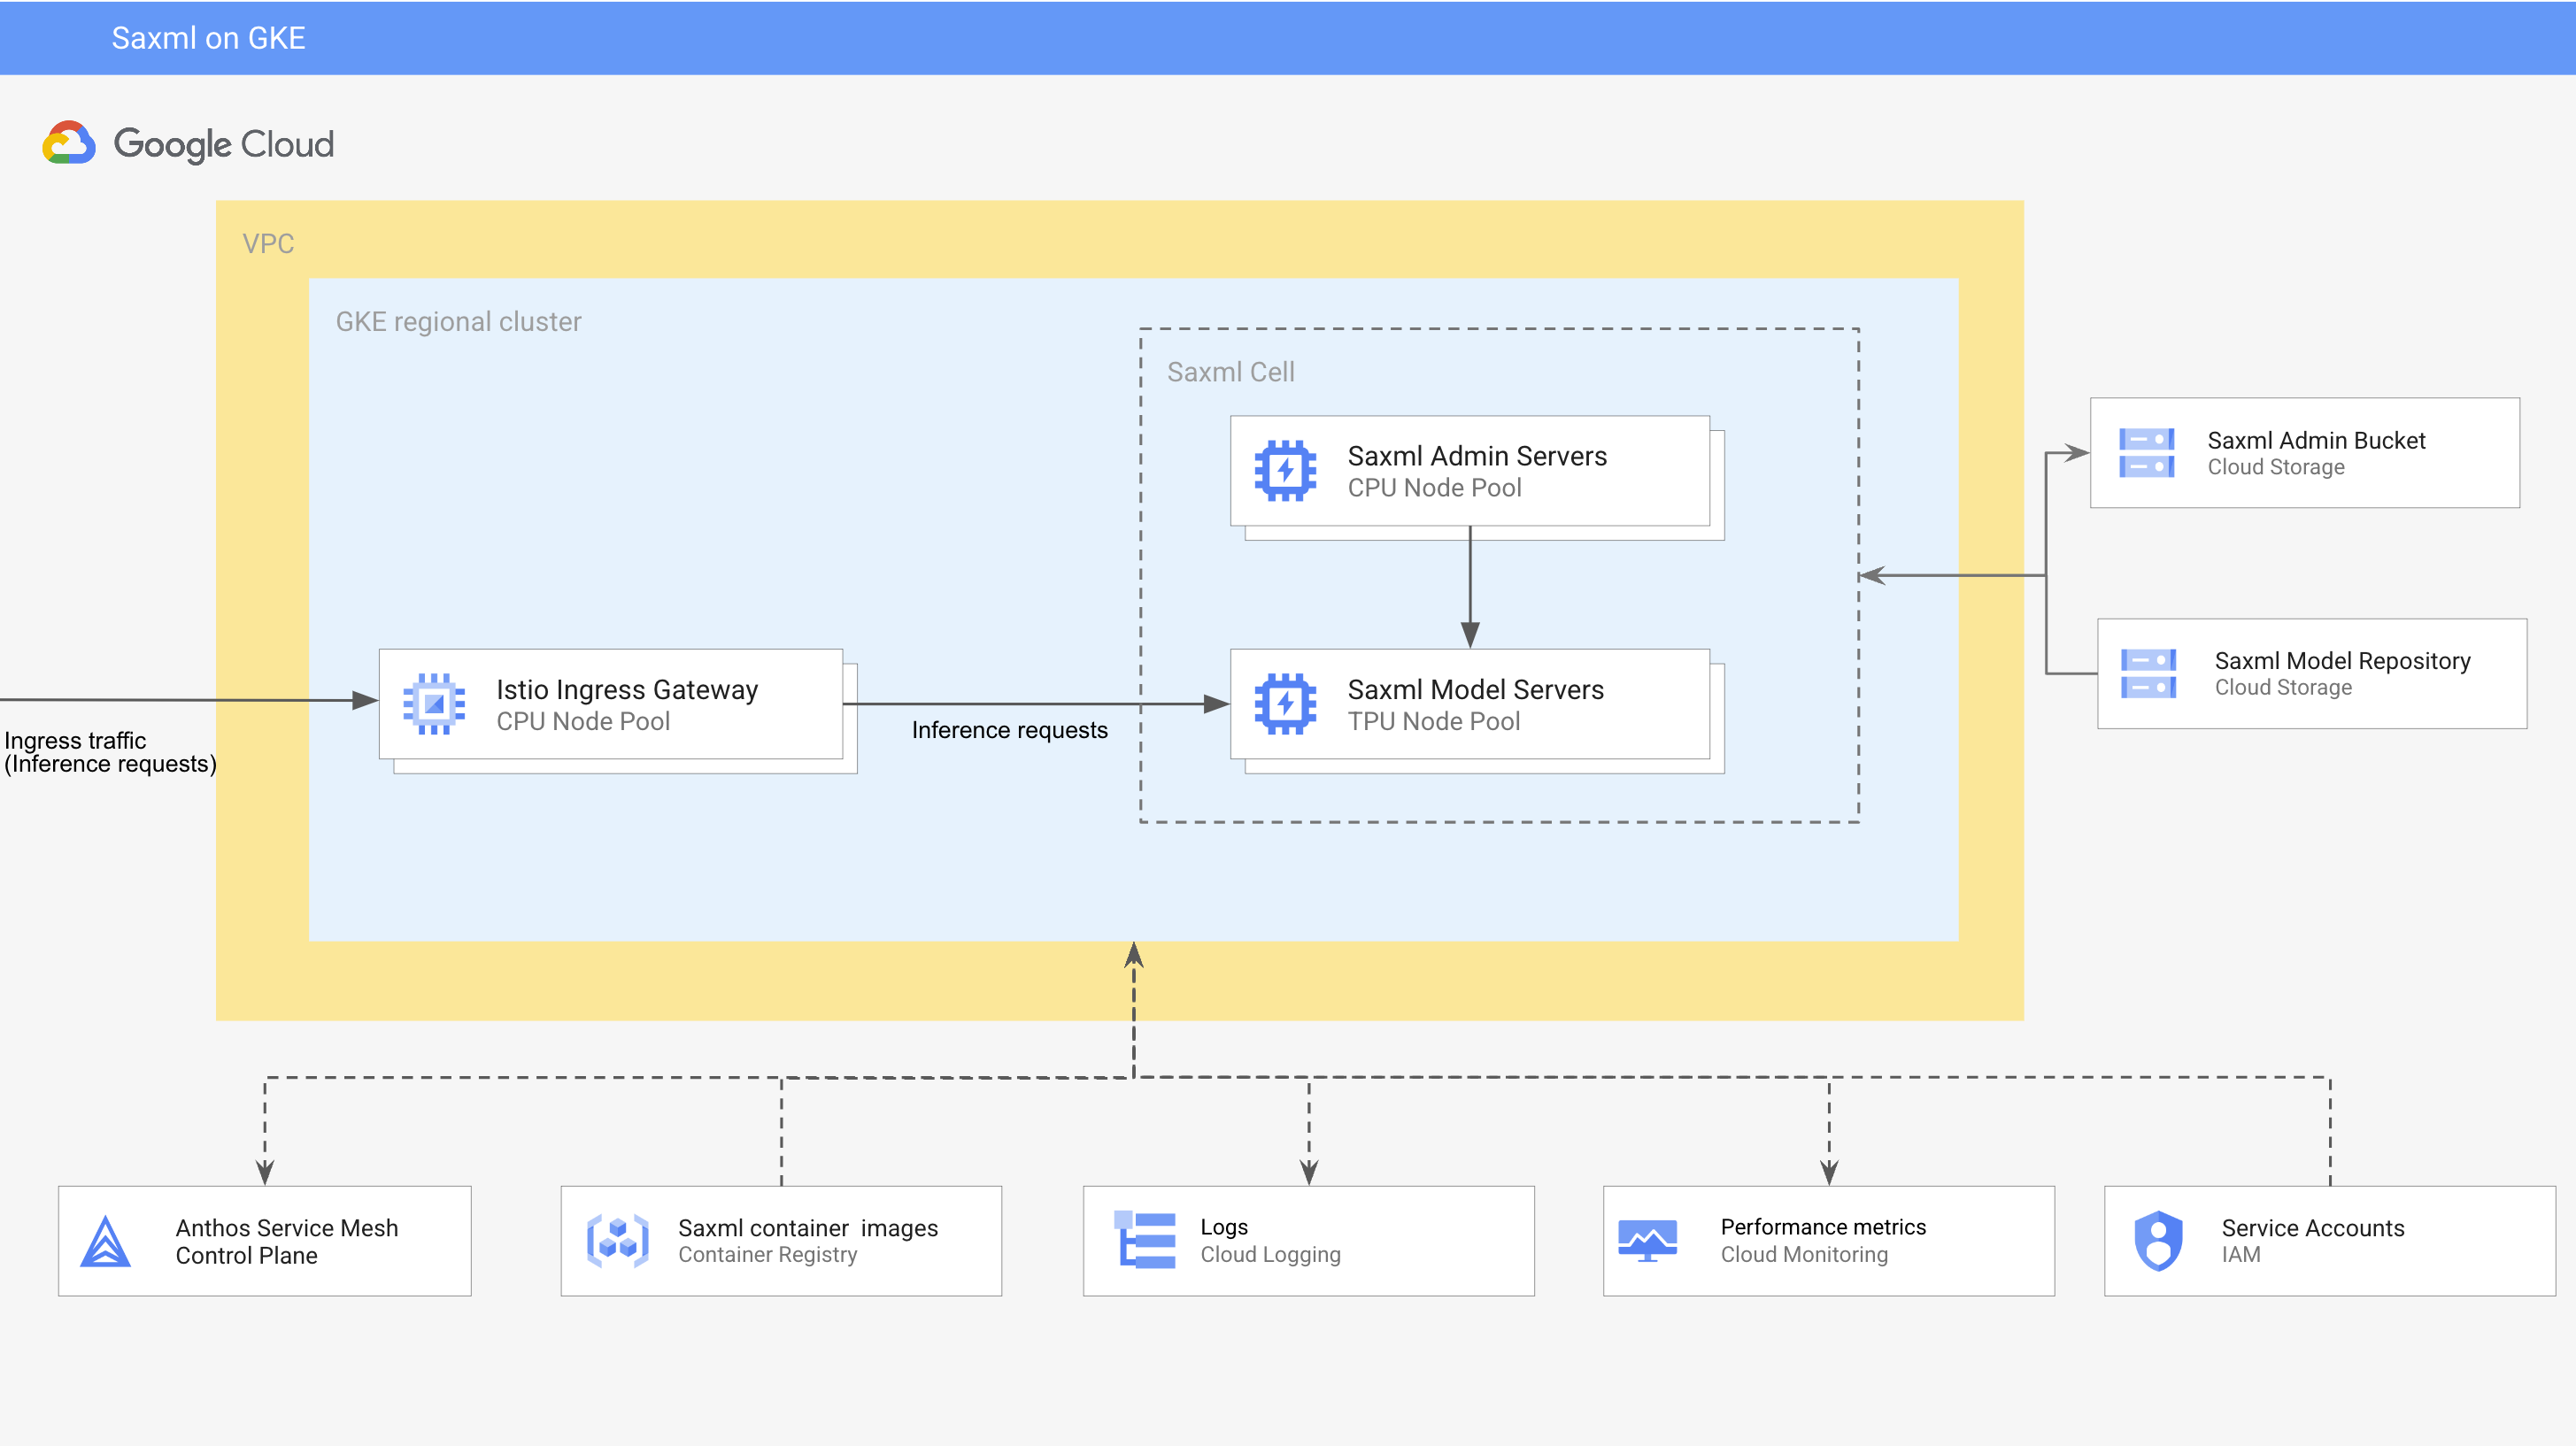 Saxml on GKE
Google Cloud
VPC
GKE regional cluster
Saxml Cell
Saxml Admin Servers
CPU Node Pool
Saxml Admin Bucket
Cloud Storage
Istio Ingress Gateway
CPU Node Pool
Saxml Model Servers
TPU Node Pool
Saxml Model Repository
Cloud Storage
Ingress traffic
(Inference requests)
Inference requests
Anthos Service Mesh
Control Plane
Saxml container  images
Container Registry
Logs
Cloud Logging
Performance metrics
Cloud Monitoring
Service Accounts
IAM